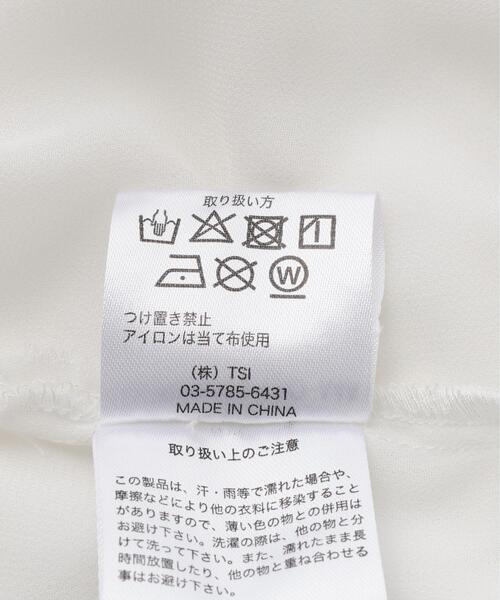 取り扱い方
W
つけ置き禁止
アイロンは当て布使用
（株）TSI
03-5785-6431
MADE IN CHINA
取り扱い上のご注意
この製品は、汗・雨等で濡れた場合や、
摩擦などにより他の衣料に移染すること
がありますので、薄い色の物との併用は
お避け下さい。洗濯の際は、他の物と分
けて洗って下さい。また、濡れたまま長
時間放置したり、他の物と重ね合わせる
事はお避け下さい。